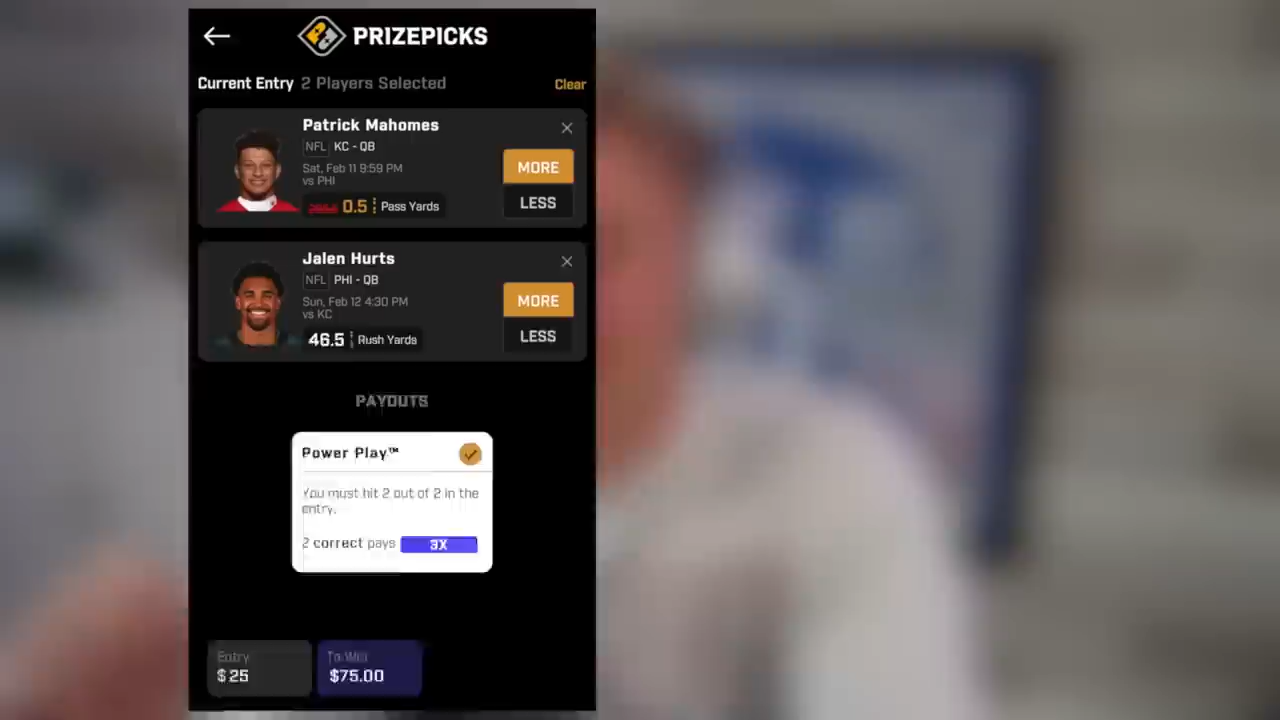 PRIZEPICKS
Current Entry 2 Players Selected
Clear
Patrick Mahomes
NFL KC - QB
Sat, Feb 11 9:59 PM
vs PHI
0.5 Pass Yards
MORE
LESS
Jalen Hurts
NFL PHI - QB
Sun, Feb 12 4:30 PM
vs KC
46.5 Rush Yards
MORE
LESS
PAYOUTS
Power Play™
You must hit 2 out of 2 in the
entry.
2 correct pays 3X
Entry
$25
To Win
$75.00